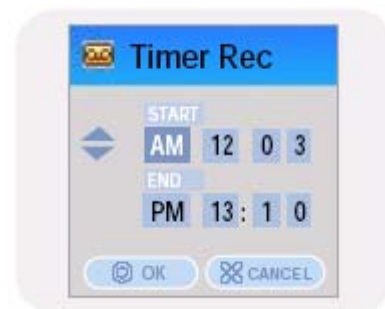 Timer Rec
START
AM 12 0 3
END
PM 13 : 1 0
OK CANCEL